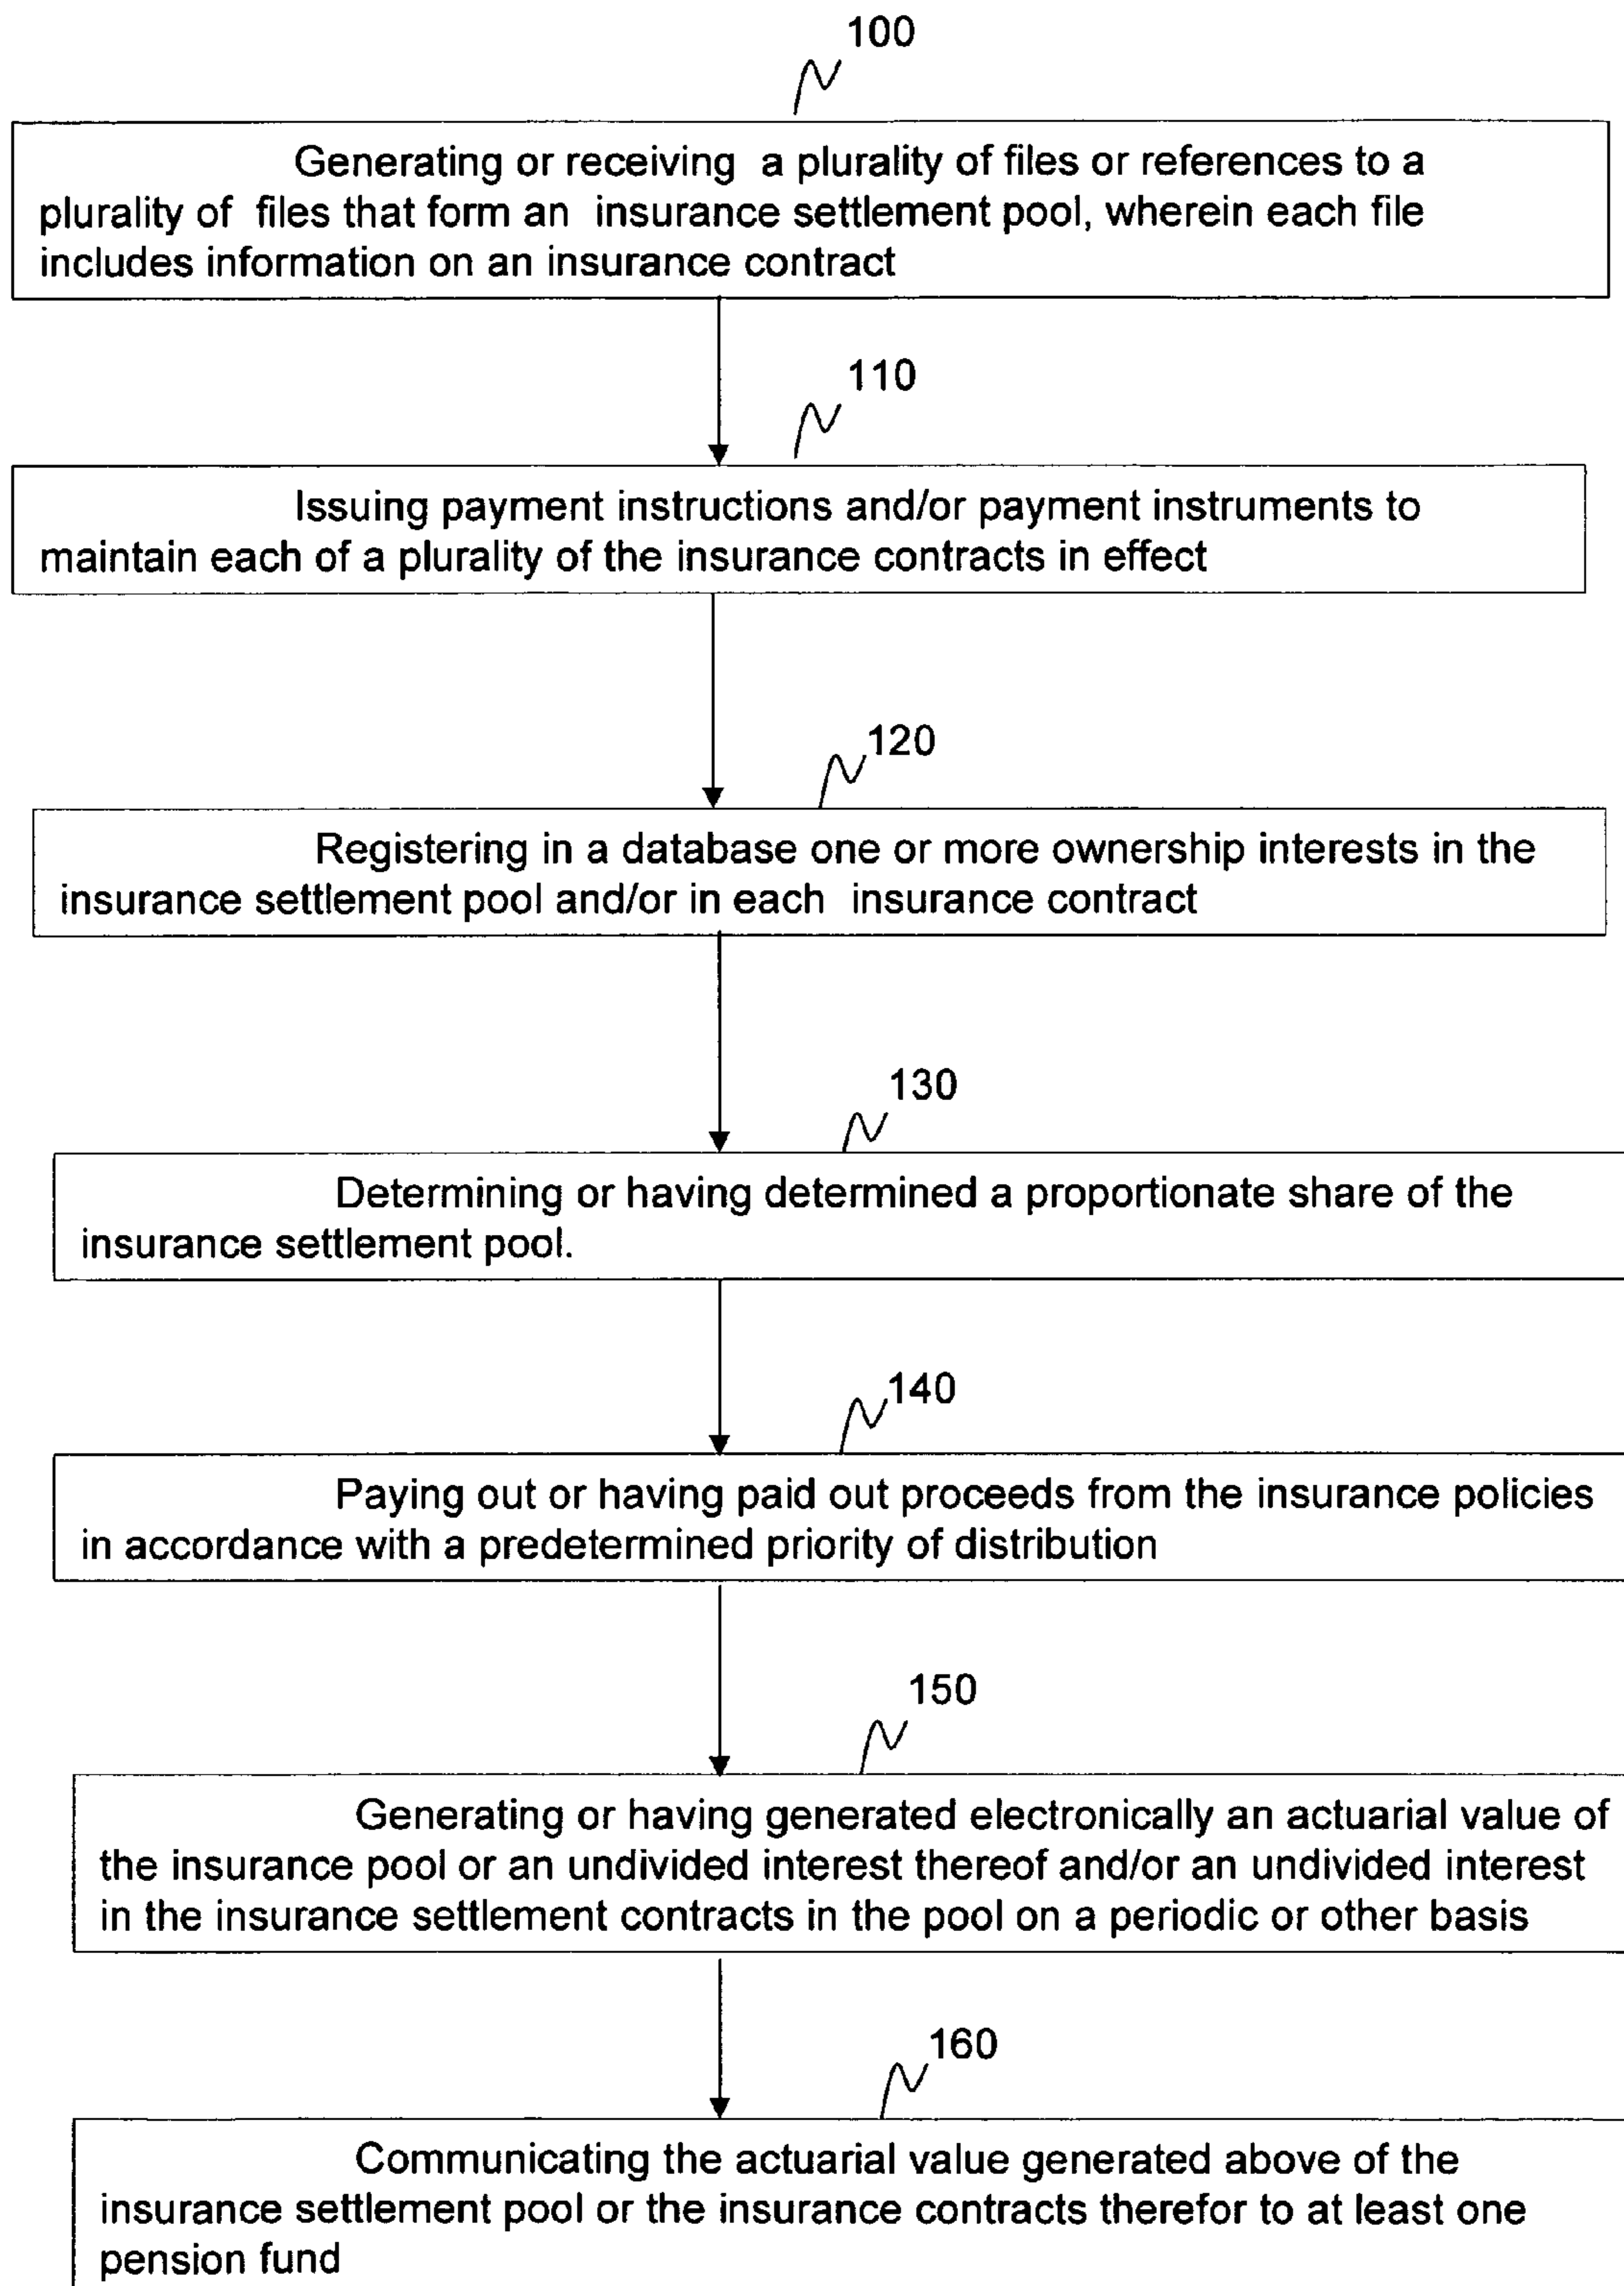 100
Generating or receiving a plurality of files or references to a
plurality of files that form an insurance settlement pool, wherein each file
includes information on an insurance contract
110
Issuing payment instructions and/or payment instruments to
maintain each of a plurality of the insurance contracts in effect
120
Registering in a database one or more ownership interests in the
insurance settlement pool and/or in each insurance contract
130
Determining or having determined a proportionate share of the
insurance settlement pool.
140
Paying out or having paid out proceeds from the insurance policies
in accordance with a predetermined priority of distribution
150
Generating or having generated electronically an actuarial value of
the insurance pool or an undivided interest thereof and/or an undivided interest
in the insurance settlement contracts in the pool on a periodic or other basis
160
Communicating the actuarial value generated above of the
insurance settlement pool or the insurance contracts therefor to at least one
pension fund